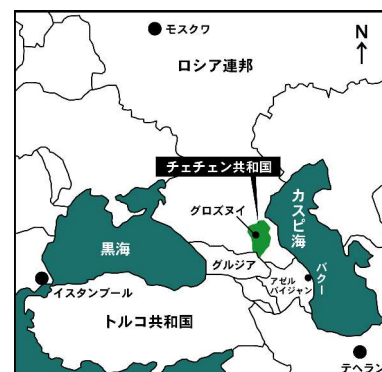 モスクワ
N
ロシア連邦
チェチェン共和国
グロズヌイ
カスピ海
黒海
グルジア
アゼル
バイジャン
バクー
イスタンブール
トルコ共和国
テヘラン